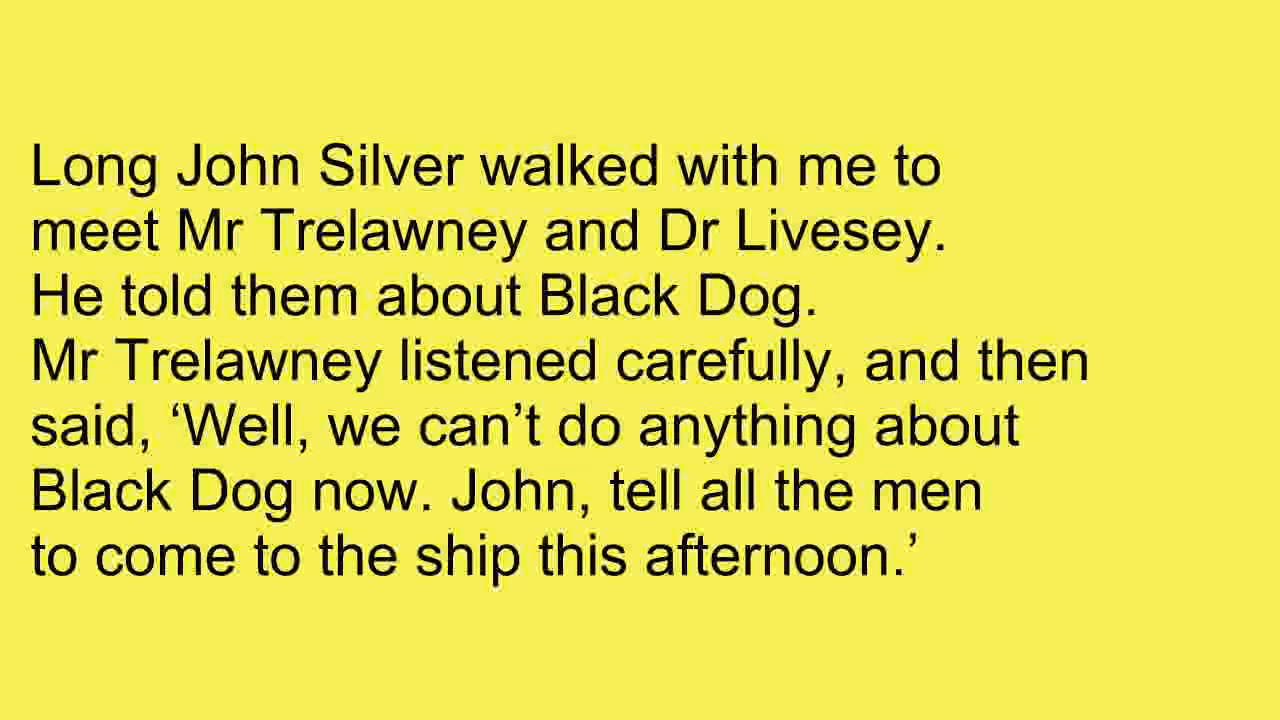 Long John Silver walked with me to
meet Mr Trelawney and Dr Livesey.
He told them about Black Dog.
Mr Trelawney listened carefully, and then
said, ‘Well, we can’t do anything about
Black Dog now. John, tell all the men
to come to the ship this afternoon.’